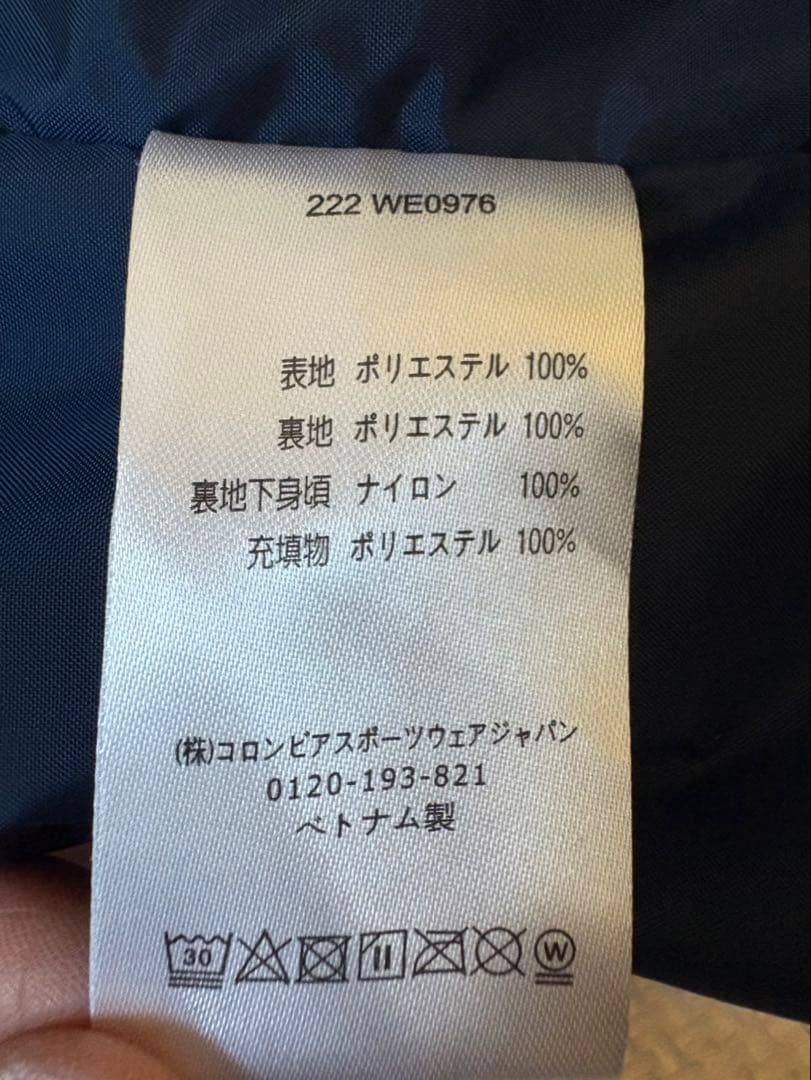 222 WE0976
表地 ポリエステル 100%
裏地 ポリエステル 100%
裏地下身頃 ナイロン 100%
充填物 ポリエステル 100%
(株)コロンビアスポーツウェアジャパン
0120-193-821
ベトナム製
30 W